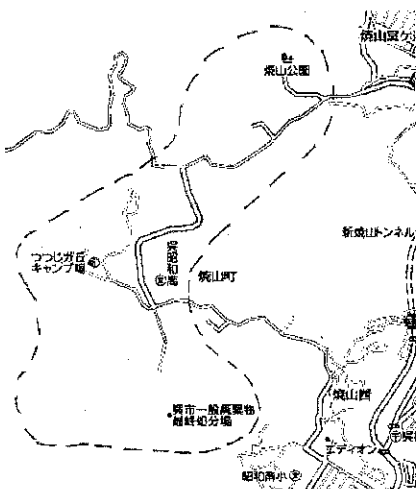 焼山公園
つつじが丘
キャンプ場
呉昭和高
焼山町
新焼山トンネル
呉市一般廃棄物
最終処分場
焼山西
エディオン
昭和南小